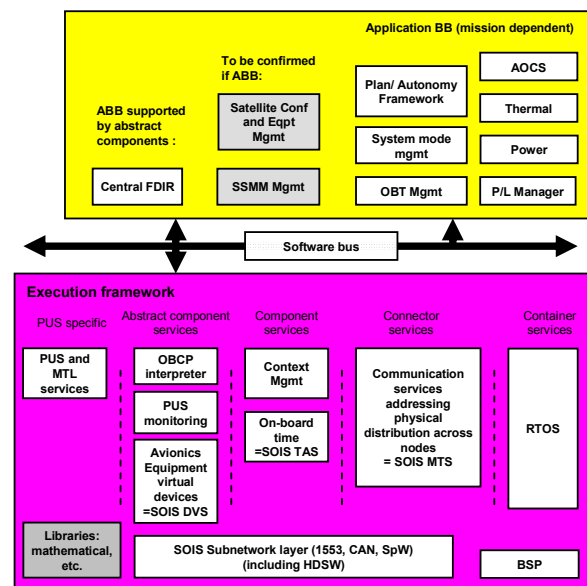 Application BB (mission dependent)
To be confirmed
if ABB:
ABB supported
by abstract
components :
Central FDIR
Satellite Conf
and Eqpt
Mgmt
SSMM Mgmt
Plan/ Autonomy
Framework
System mode
mgmt
OBT Mgmt
AOCS
Thermal
Power
P/L Manager
Software bus
Execution framework
PUS specific
Abstract component
services
Component
services
Connector
services
Container
services
PUS and
MTL
services
OBCP
interpreter
PUS
monitoring
Avionics
Equipment
virtual
devices
=SOIS DVS
Context
Mgmt
On-board
time
=SOIS TAS
Communication
services
addressing
physical
distribution across
nodes
= SOIS MTS
RTOS
Libraries:
mathematical,
etc.
SOIS Subnetwork layer (1553, CAN, SpW)
(including HDSW)
BSP